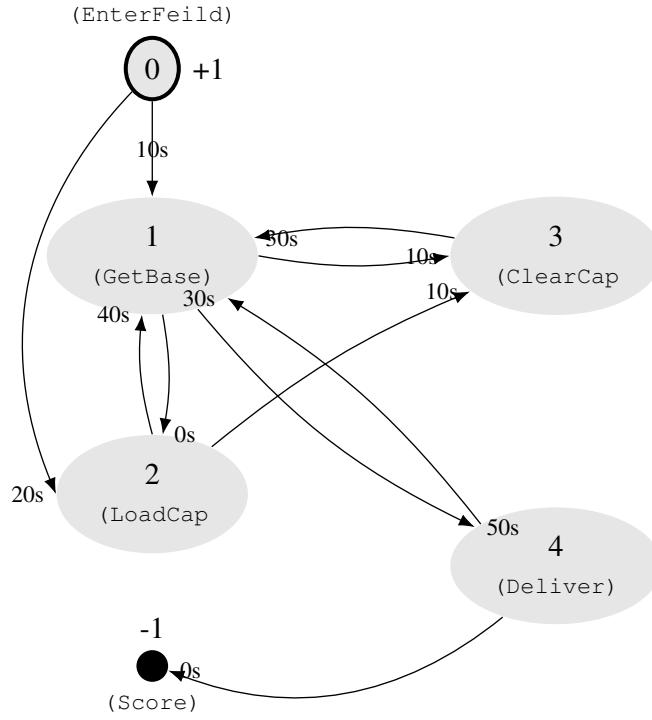 (EnterFeild)
0
+1
10s
1
(GetBase)
30s
10s
3
(ClearCap
10s
30s
40s
0s
2
(LoadCap
20s
50s
4
(Deliver)
-1
0s
(Score)